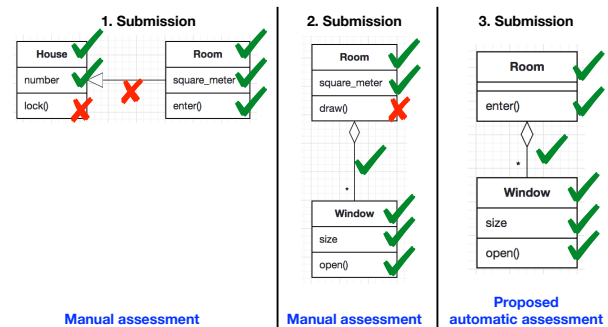 1. Submission
House
number
lock()
Room
square_meter
enter()
Manual assessment
2. Submission
Room
square_meter
draw()
*
Window
size
open()
Manual assessment
3. Submission
Room
enter()
*
Window
size
open()
Proposed
automatic assessment